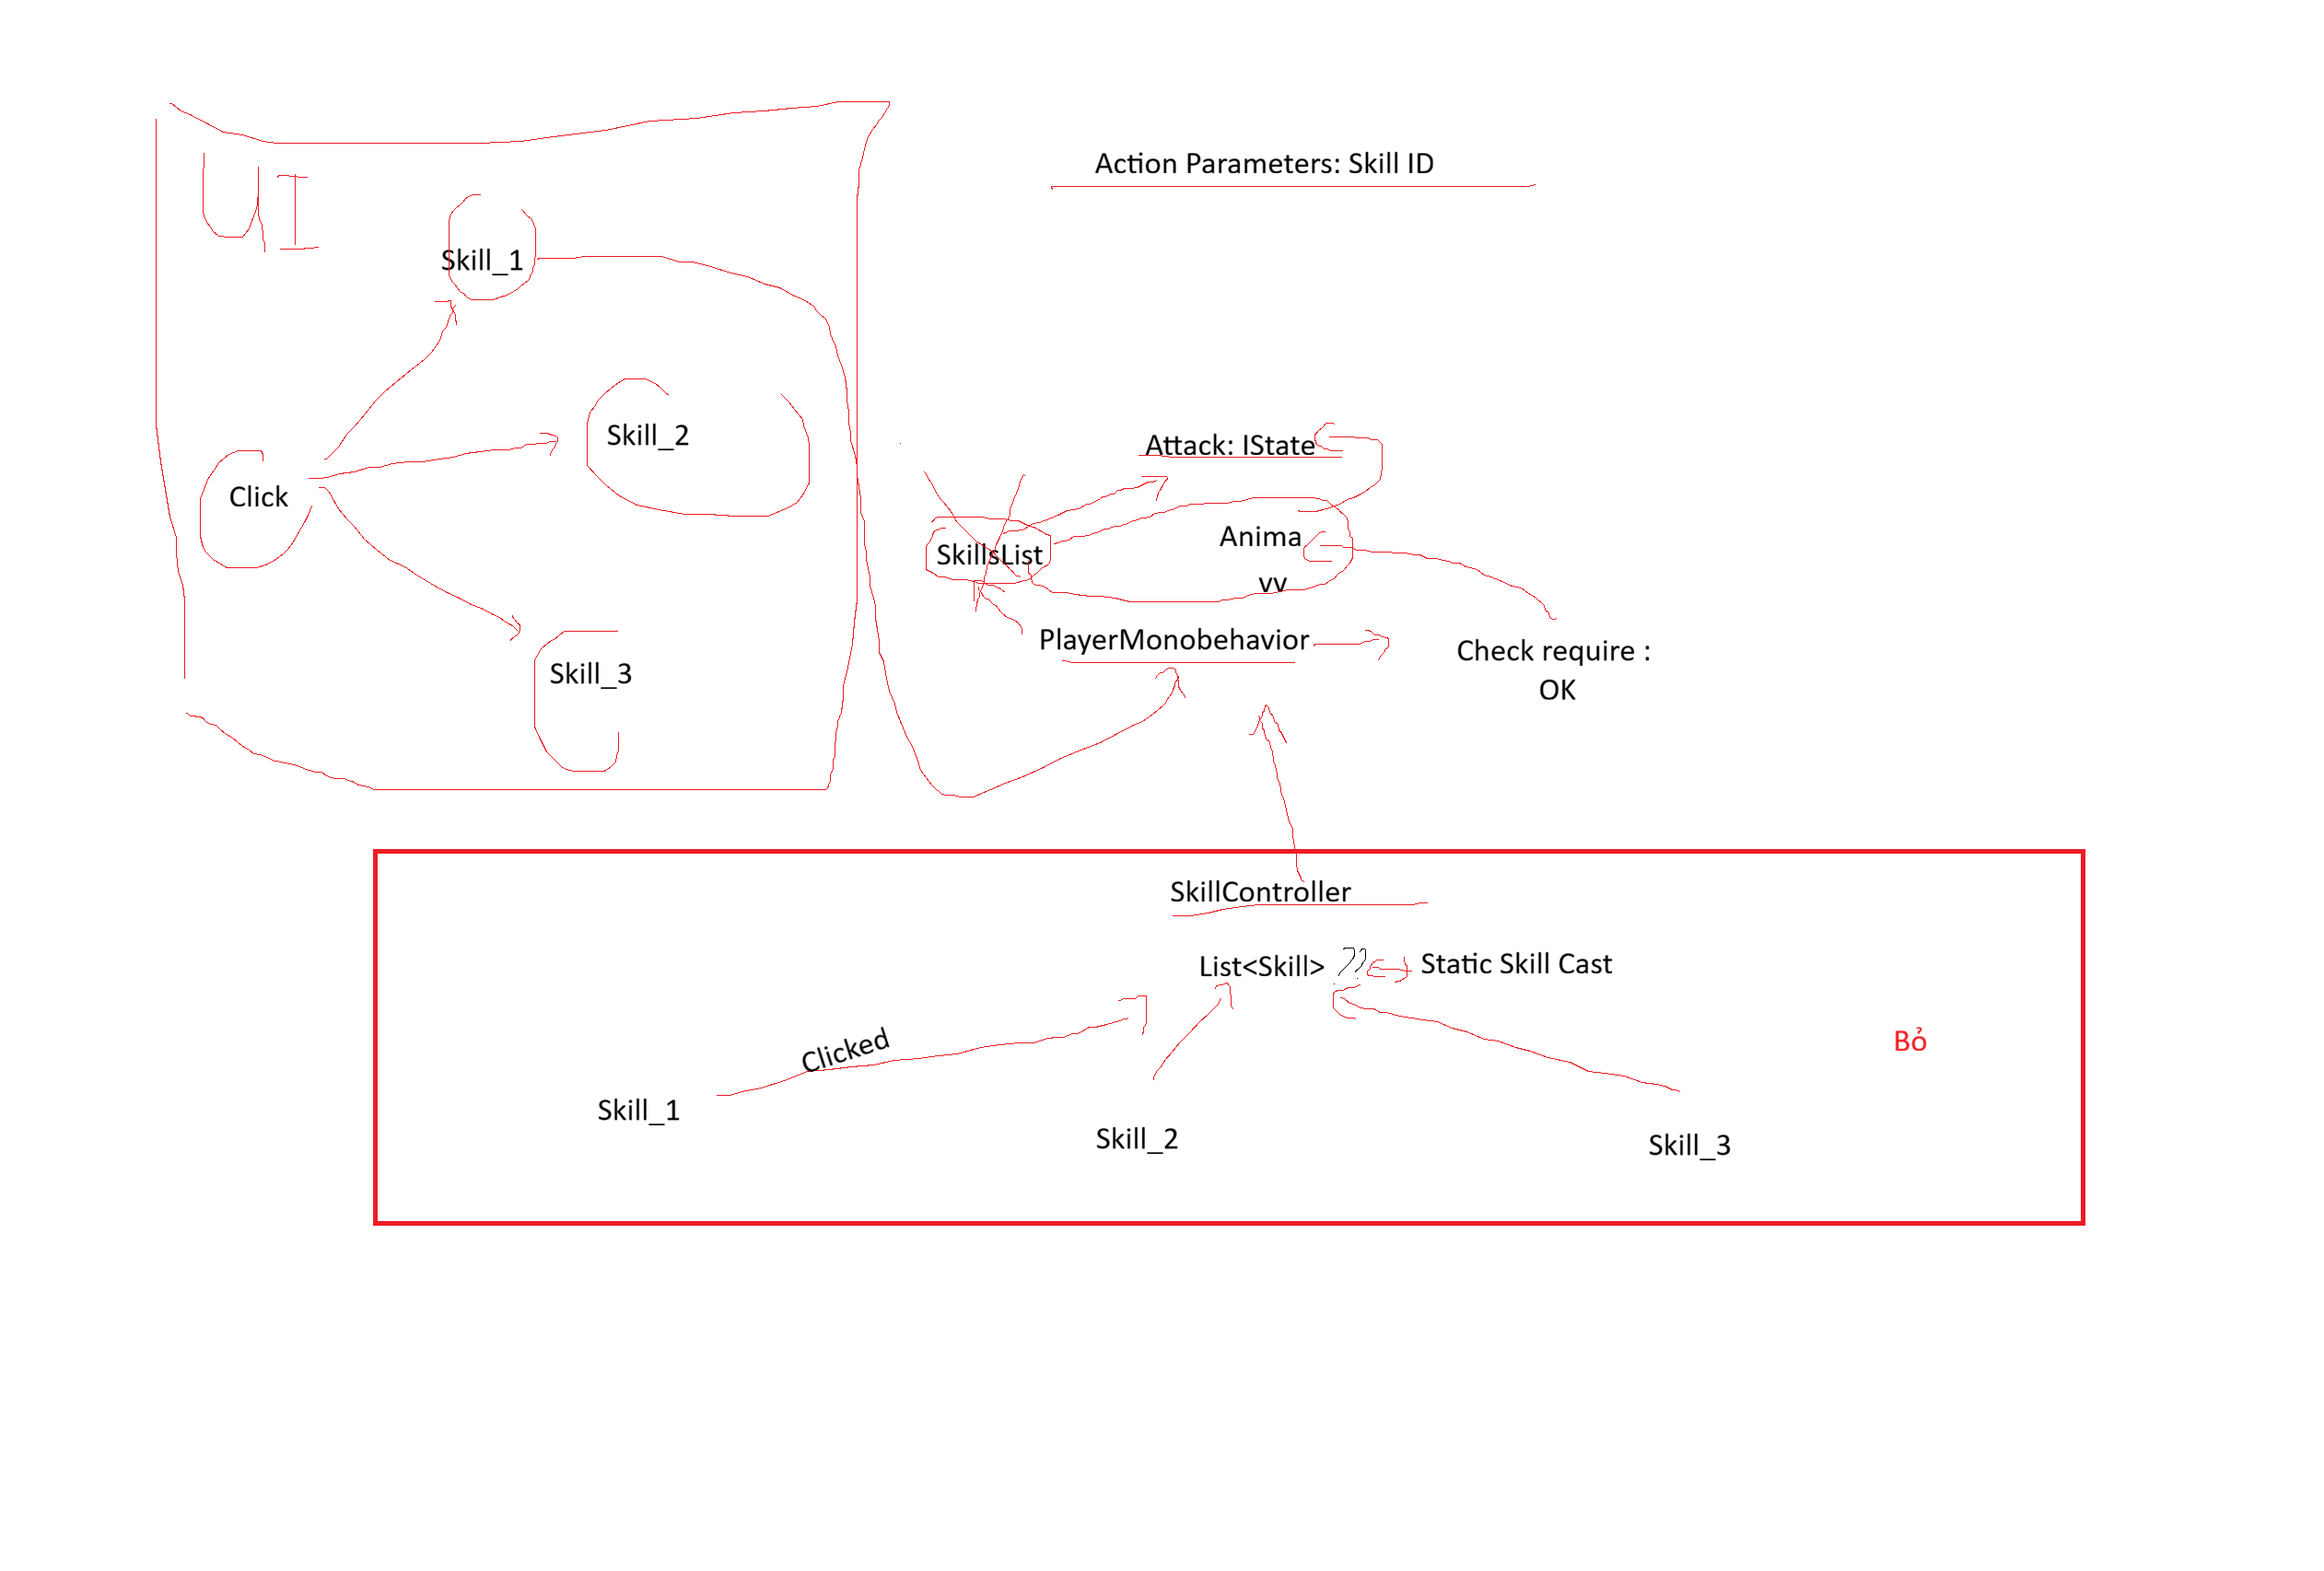 UI
Action Parameters: Skill ID
Skill_1
Skill_2
Click
Skill_3
Attack: IState
SkillsList
Anima
vv
PlayerMonobehavior
Check require :
OK
SkillController
List<Skill> ??
Static Skill Cast
Clicked
Bỏ
Skill_1
Skill_2
Skill_3